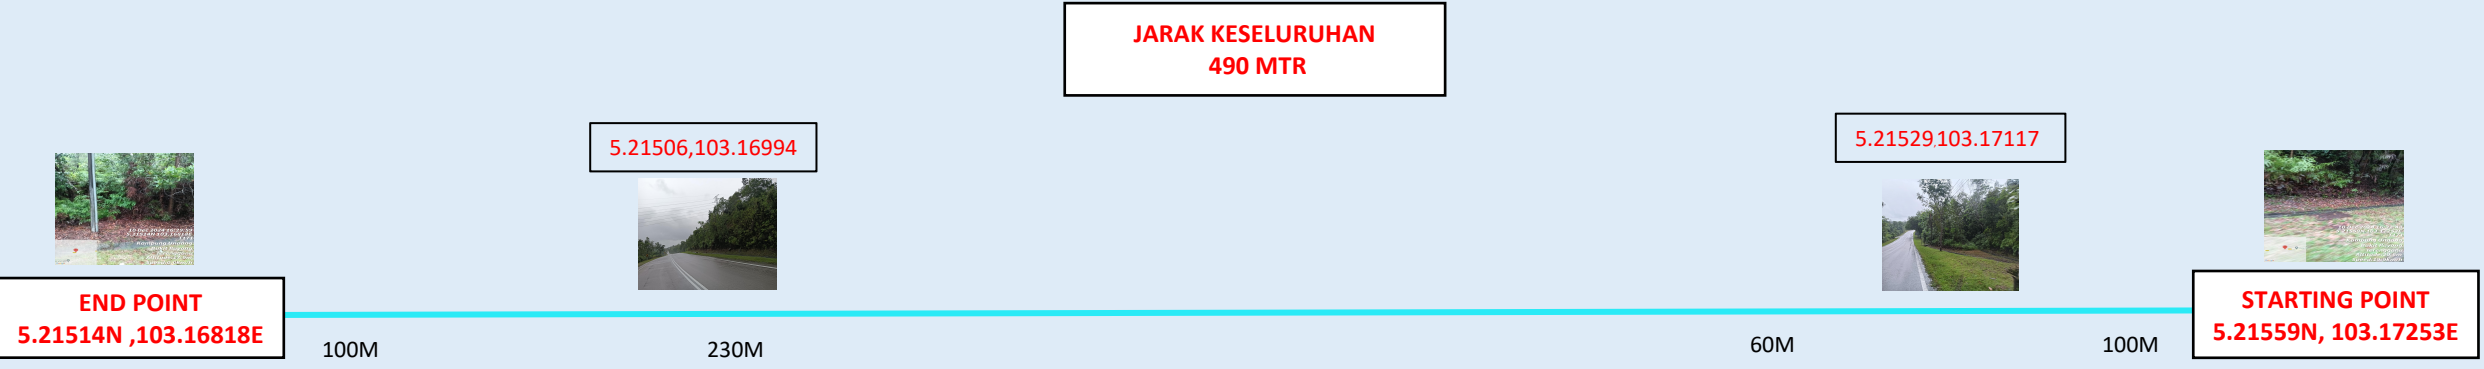 JARAK KESELURUHAN
490 MTR
5.21506,103.16994
5.21529,103.17117
END POINT
5.21514N ,103.16818E
STARTING POINT
5.21559N, 103.17253E
100M
230M
60M
100M